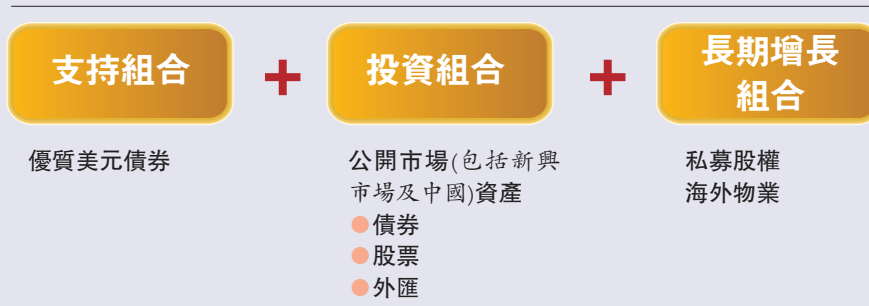 支持組合
+
投資組合
+
長期增長
組合
優質美元債券
公開市場(包括新興
市場及中國)資產
●債券
●股票
●外匯
私募股權
海外物業